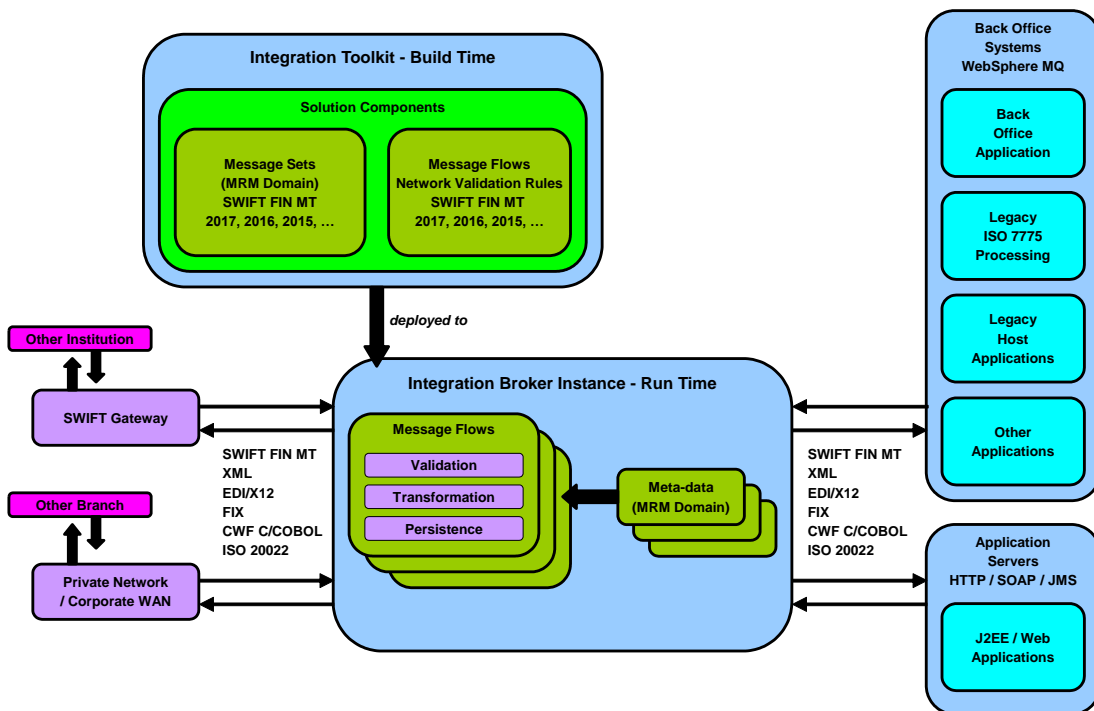 Integration Toolkit - Build Time
Solution Components
Message Sets
(MRM Domain)
SWIFT FIN MT
2017, 2016, 2015, …
Message Flows
Network Validation Rules
SWIFT FIN MT
2017, 2016, 2015, …
deployed to
Other Institution
SWIFT Gateway
Other Branch
Private Network
/ Corporate WAN
SWIFT FIN MT
XML
EDI/X12
FIX
CWF C/COBOL
ISO 20022
Integration Broker Instance - Run Time
Message Flows
Validation
Transformation
Persistence
Meta-data
(MRM Domain)
SWIFT FIN MT
XML
EDI/X12
FIX
CWF C/COBOL
ISO 20022
Back Office
Systems
WebSphere MQ
Back
Office
Application
Legacy
ISO 7775
Processing
Legacy
Host
Applications
Other
Applications
Application
Servers
HTTP / SOAP / JMS
J2EE / Web
Applications